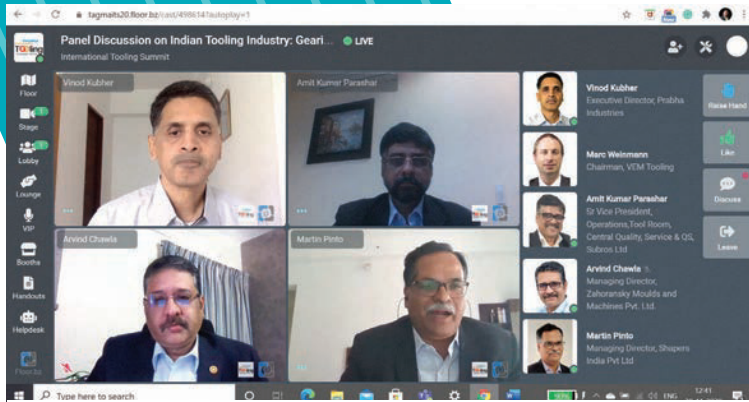 tagmaits20.floor.bz/cast/498614?autoplay=1
Panel Discussion on Indian Tooling Industry: Geari... LIVE
International Tooling Summit
Floor
Stage
Lobby
Lounge
VIP
Booths
Handouts
Helpdesk
Floor.bz
Vinod Kubher
Amit Kumar Parashar
Arvind Chawla
Martin Pinto
Vinod Kubher
Executive Director, Prabha
Industries
Marc Weinmann
Chairman, VEM Tooling
Amit Kumar Parashar
Sr Vice President,
Operations,Tool Room,
Central Quality, Service & QS,
Subros Ltd
Arvind Chawla
Managing Director,
Zahoransky Moulds and
Machines Pvt. Ltd.
Martin Pinto
Managing Director, Shapers
India Pvt Ltd
Raise Hand
Like
Discuss
Leave
Type here to search
ENG
12:41